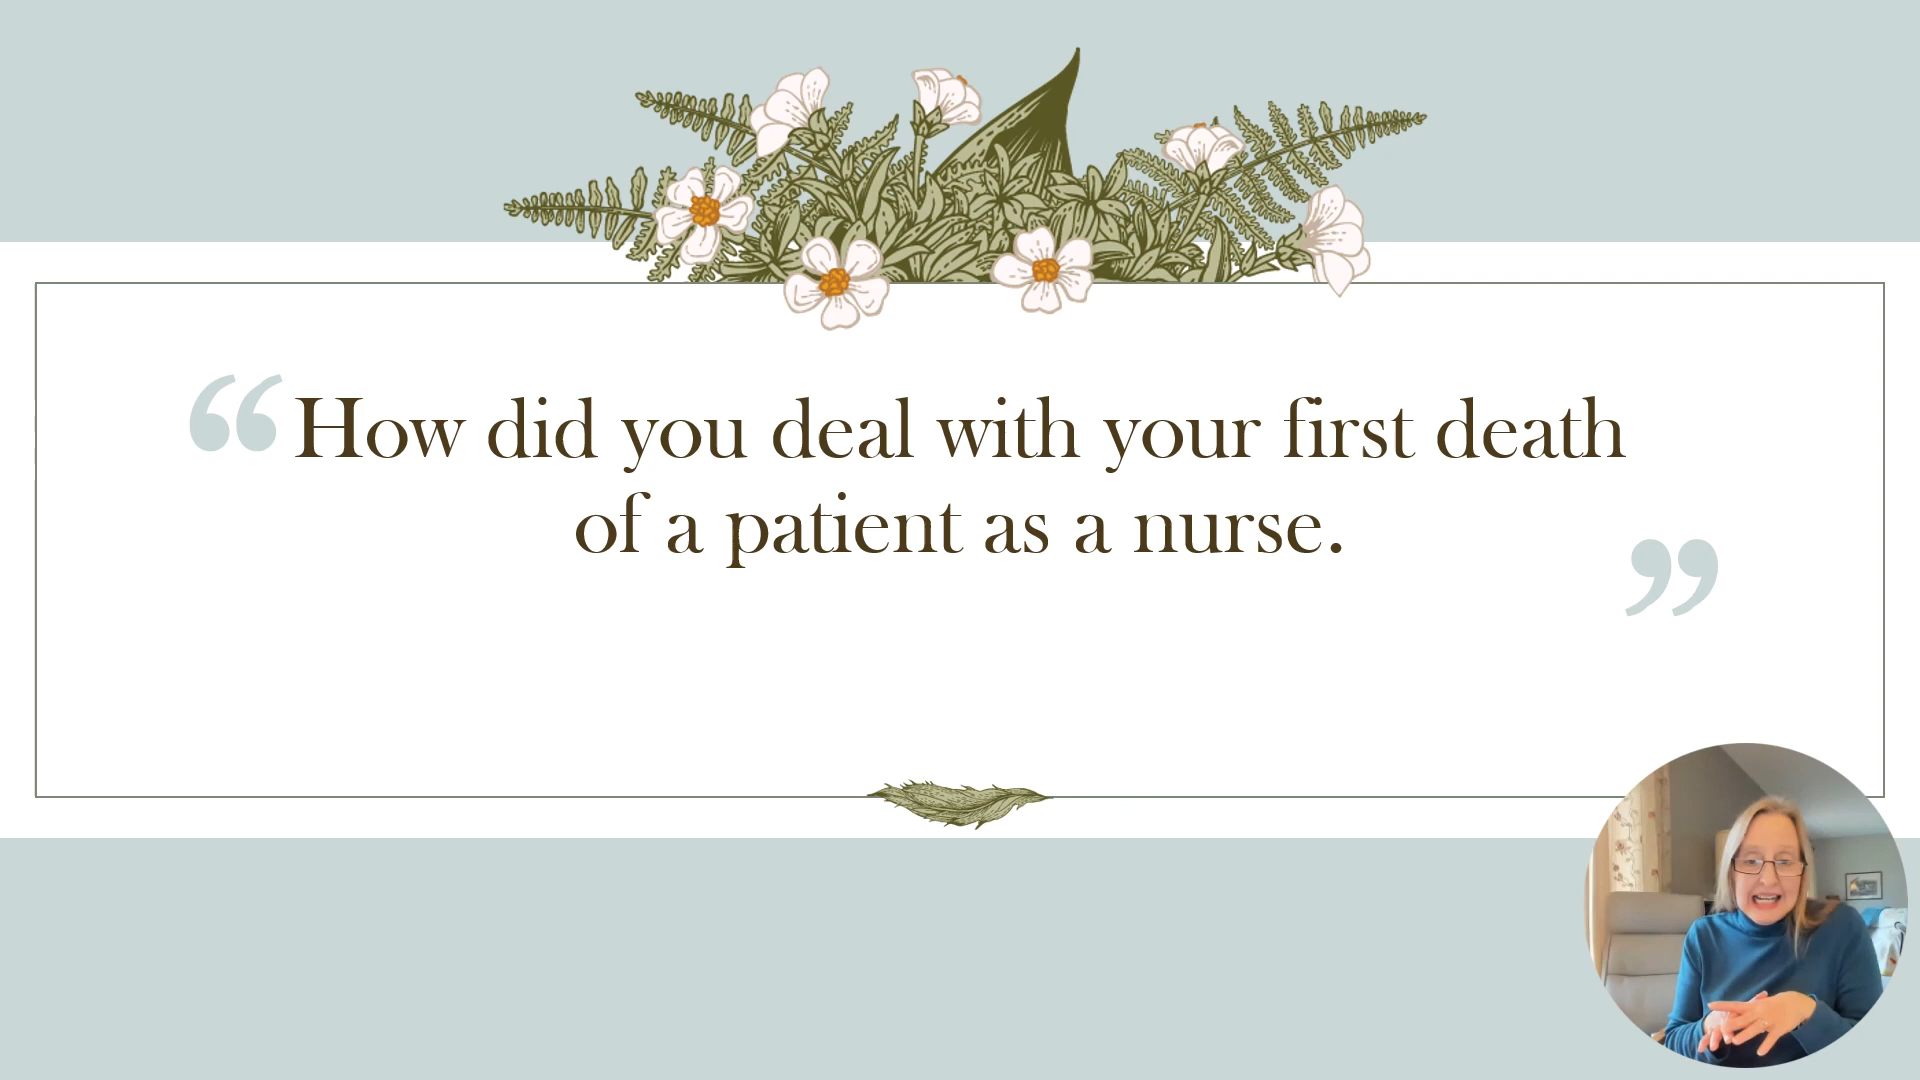 “How did you deal with your first death
of a patient as a nurse.”